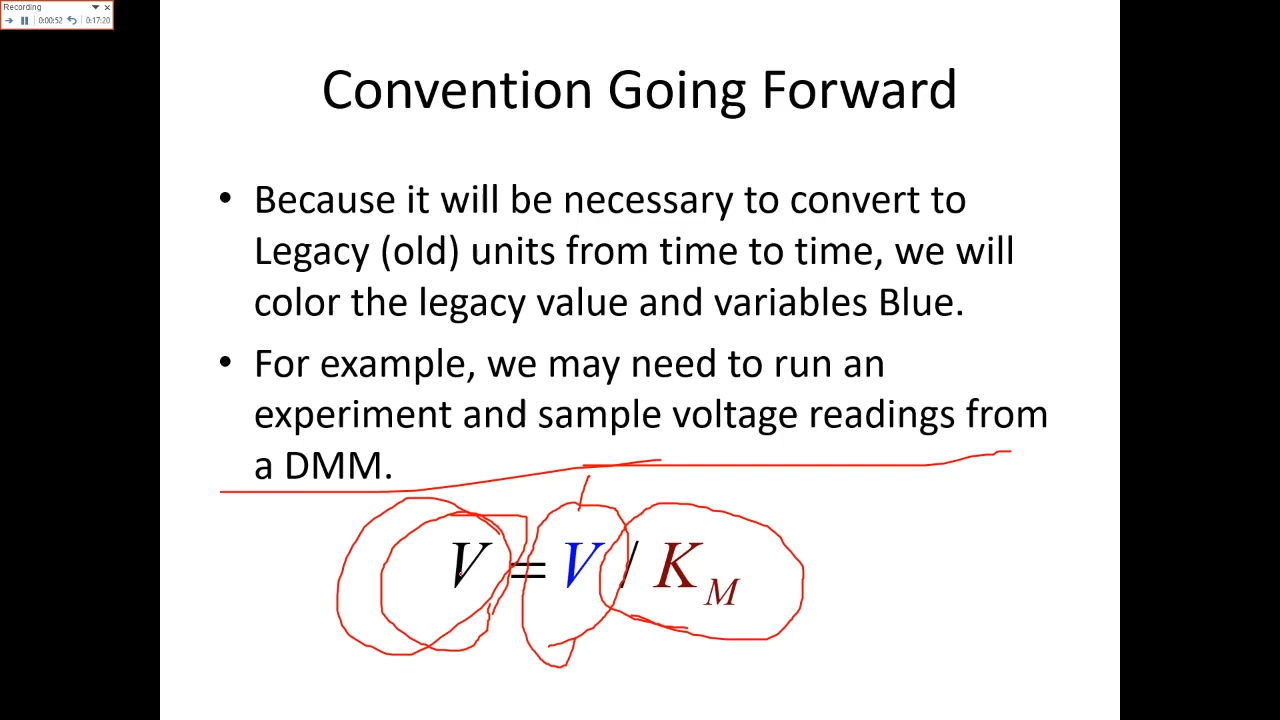 Recording
0:00:52 0:17:20
Convention Going Forward
• Because it will be necessary to convert to
Legacy (old) units from time to time, we will
color the legacy value and variables Blue.
• For example, we may need to run an
experiment and sample voltage readings from
a DMM.
V = V / K_M